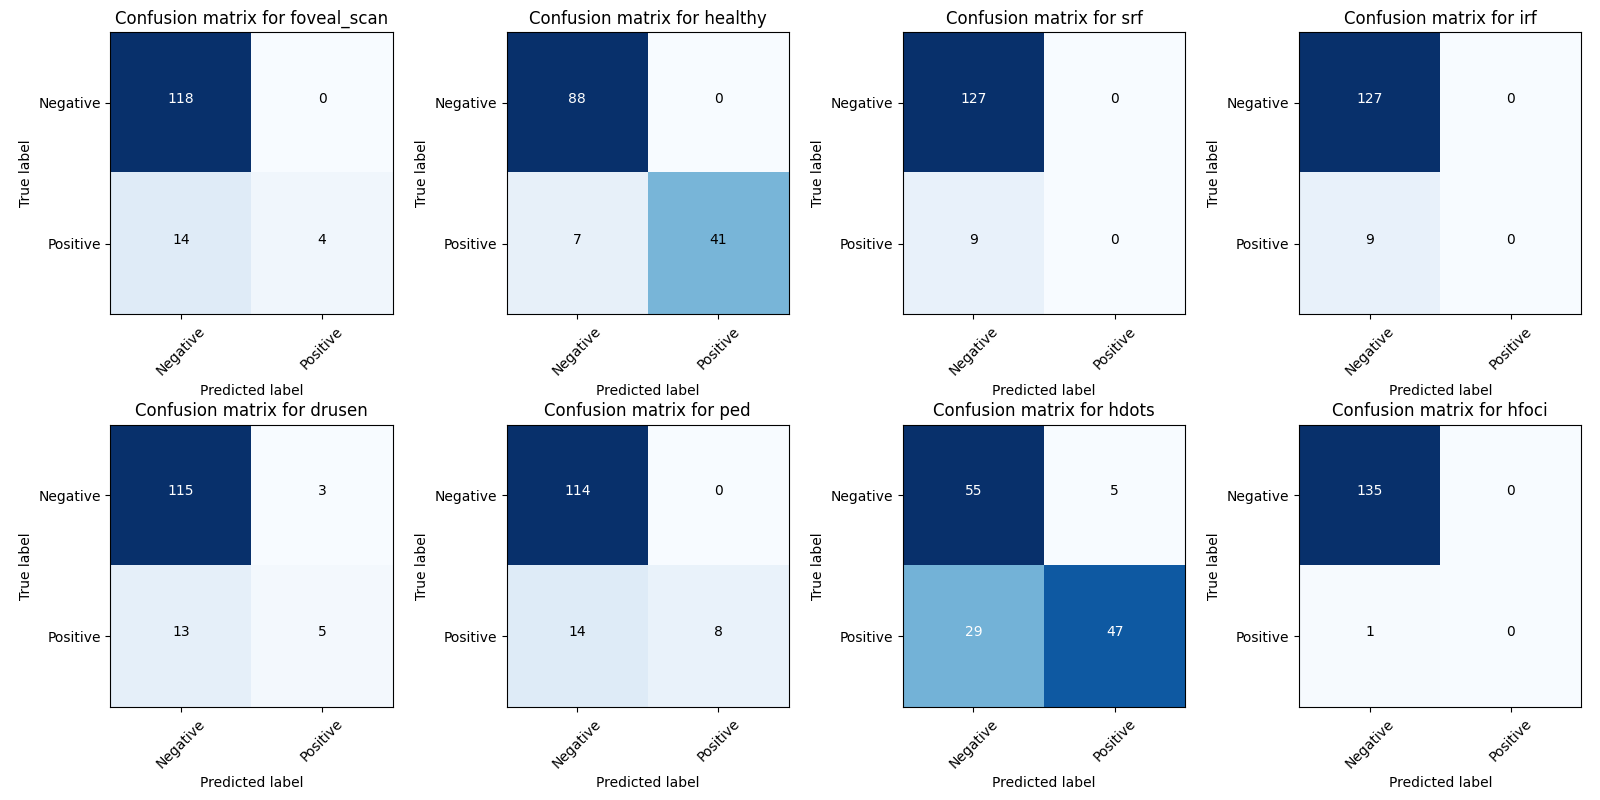 Confusion matrix for foveal_scan
Negative
118
0
True label
Positive
14
4
Negative
Positive
Predicted label
Confusion matrix for healthy
Negative
88
0
True label
Positive
7
41
Negative
Positive
Predicted label
Confusion matrix for srf
Negative
127
0
True label
Positive
9
0
Negative
Positive
Predicted label
Confusion matrix for irf
Negative
127
0
True label
Positive
9
0
Negative
Positive
Predicted label
Confusion matrix for drusen
Negative
115
3
True label
Positive
13
5
Negative
Positive
Predicted label
Confusion matrix for ped
Negative
114
0
True label
Positive
14
8
Negative
Positive
Predicted label
Confusion matrix for hdots
Negative
55
5
True label
Positive
29
47
Negative
Positive
Predicted label
Confusion matrix for hfoci
Negative
135
0
True label
Positive
1
0
Negative
Positive
Predicted label